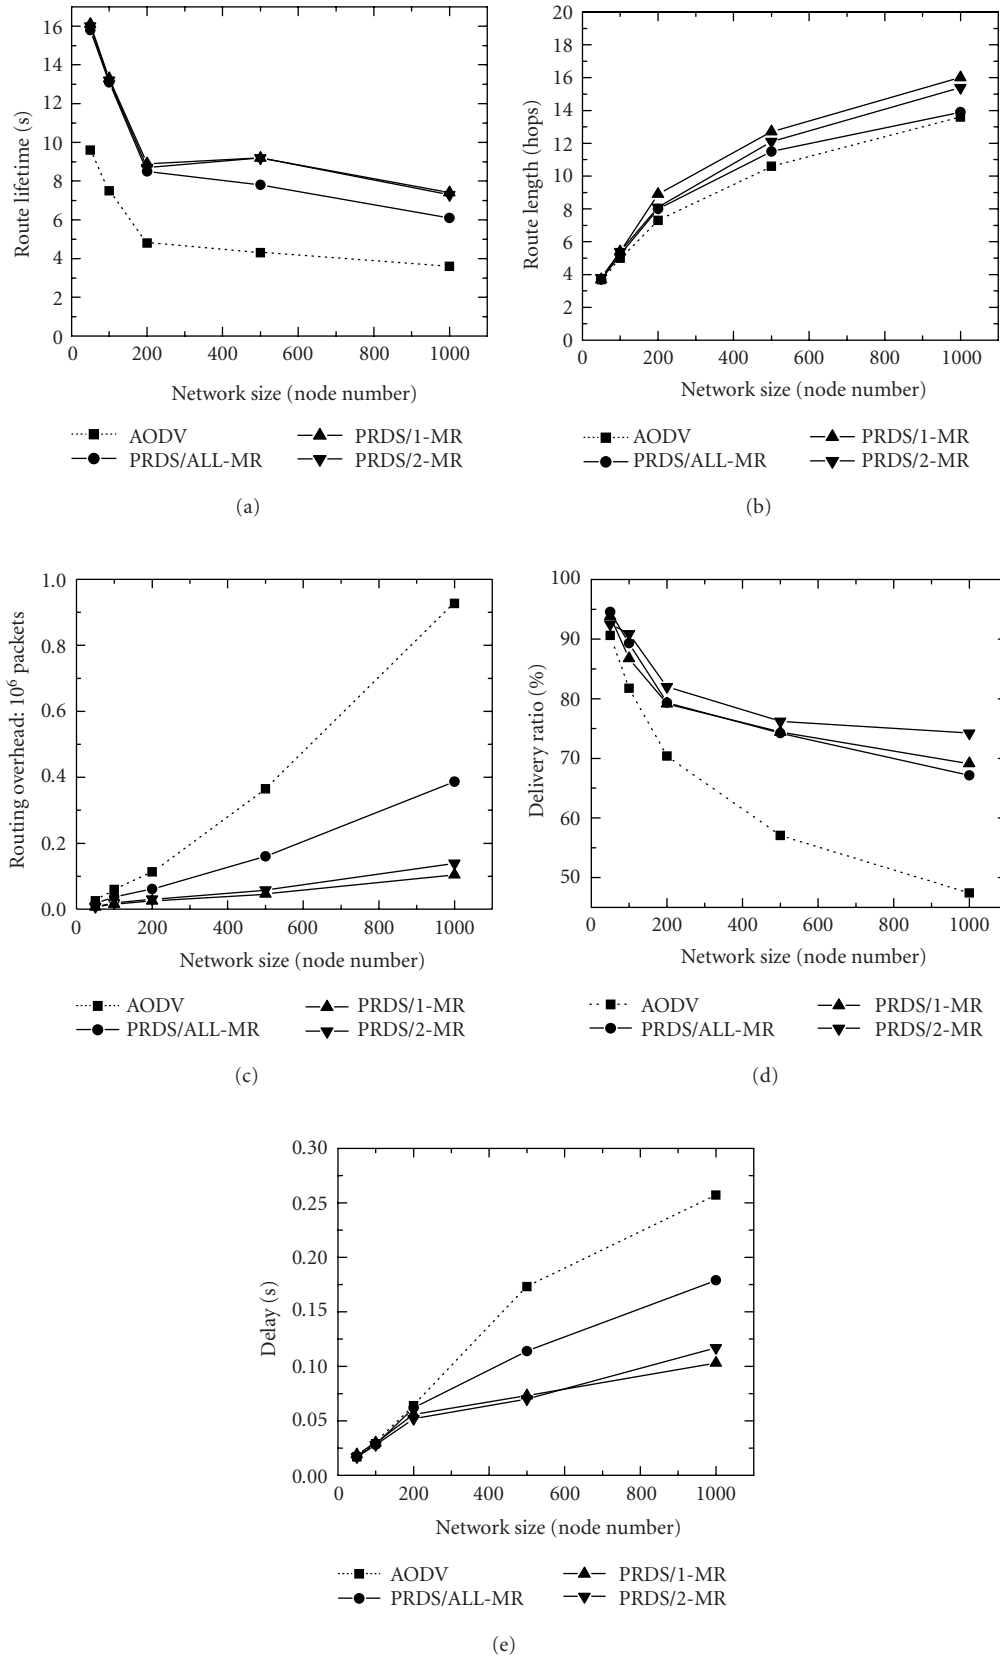 16
14
12
10
8
6
4
2
0
Route lifetime (s)
0 200 400 600 800 1000
Network size (node number)
AODV PRDS/1-MR
PRDS/ALL-MR PRDS/2-MR
(a)
20
18
16
14
12
10
8
6
4
2
0
Route length (hops)
0 200 400 600 800 1000
Network size (node number)
AODV PRDS/1-MR
PRDS/ALL-MR PRDS/2-MR
(b)
1.0
0.8
0.6
0.4
0.2
0.0
Routing overhead: 10⁶ packets
0 200 400 600 800 1000
Network size (node number)
AODV PRDS/1-MR
PRDS/ALL-MR PRDS/2-MR
(c)
100
90
80
70
60
50
Delivery ratio (%)
0 200 400 600 800 1000
Network size (node number)
AODV PRDS/1-MR
PRDS/ALL-MR PRDS/2-MR
(d)
0.30
0.25
0.20
0.15
0.10
0.05
0.00
Delay (s)
0 200 400 600 800 1000
Network size (node number)
AODV PRDS/1-MR
PRDS/ALL-MR PRDS/2-MR
(e)